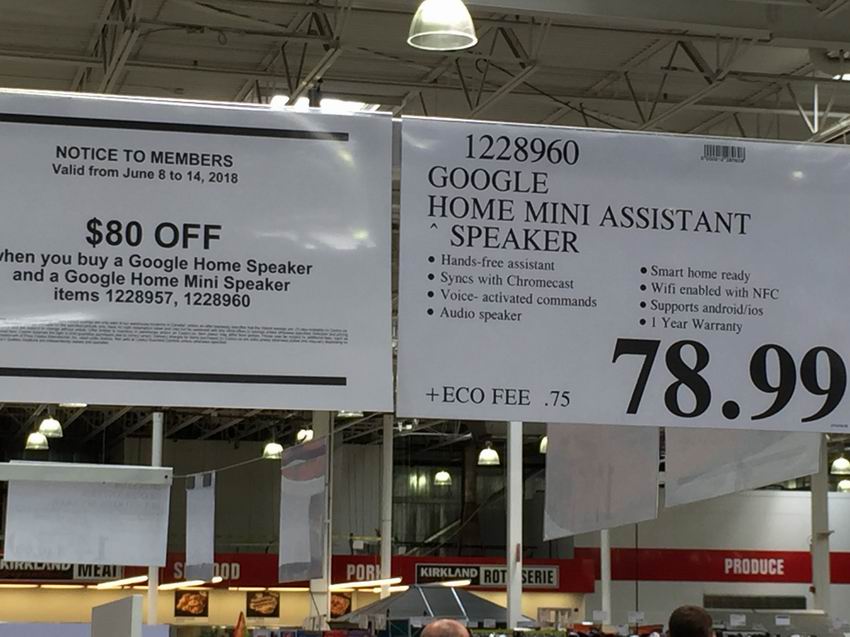 NOTICE TO MEMBERS
Valid from June 8 to 14, 2018
$80 OFF
when you buy a Google Home Speaker
and a Google Home Mini Speaker
items 1228957, 1228960
1228960
GOOGLE
HOME MINI ASSISTANT
^ SPEAKER
• Hands-free assistant
• Syncs with Chromecast
• Voice- activated commands
• Audio speaker
• Smart home ready
• Wifi enabled with NFC
• Supports android/ios
• 1 Year Warranty
+ECO FEE .75
78.99
KIRKLAND MEAT
KIRKLAND
PRODUCE